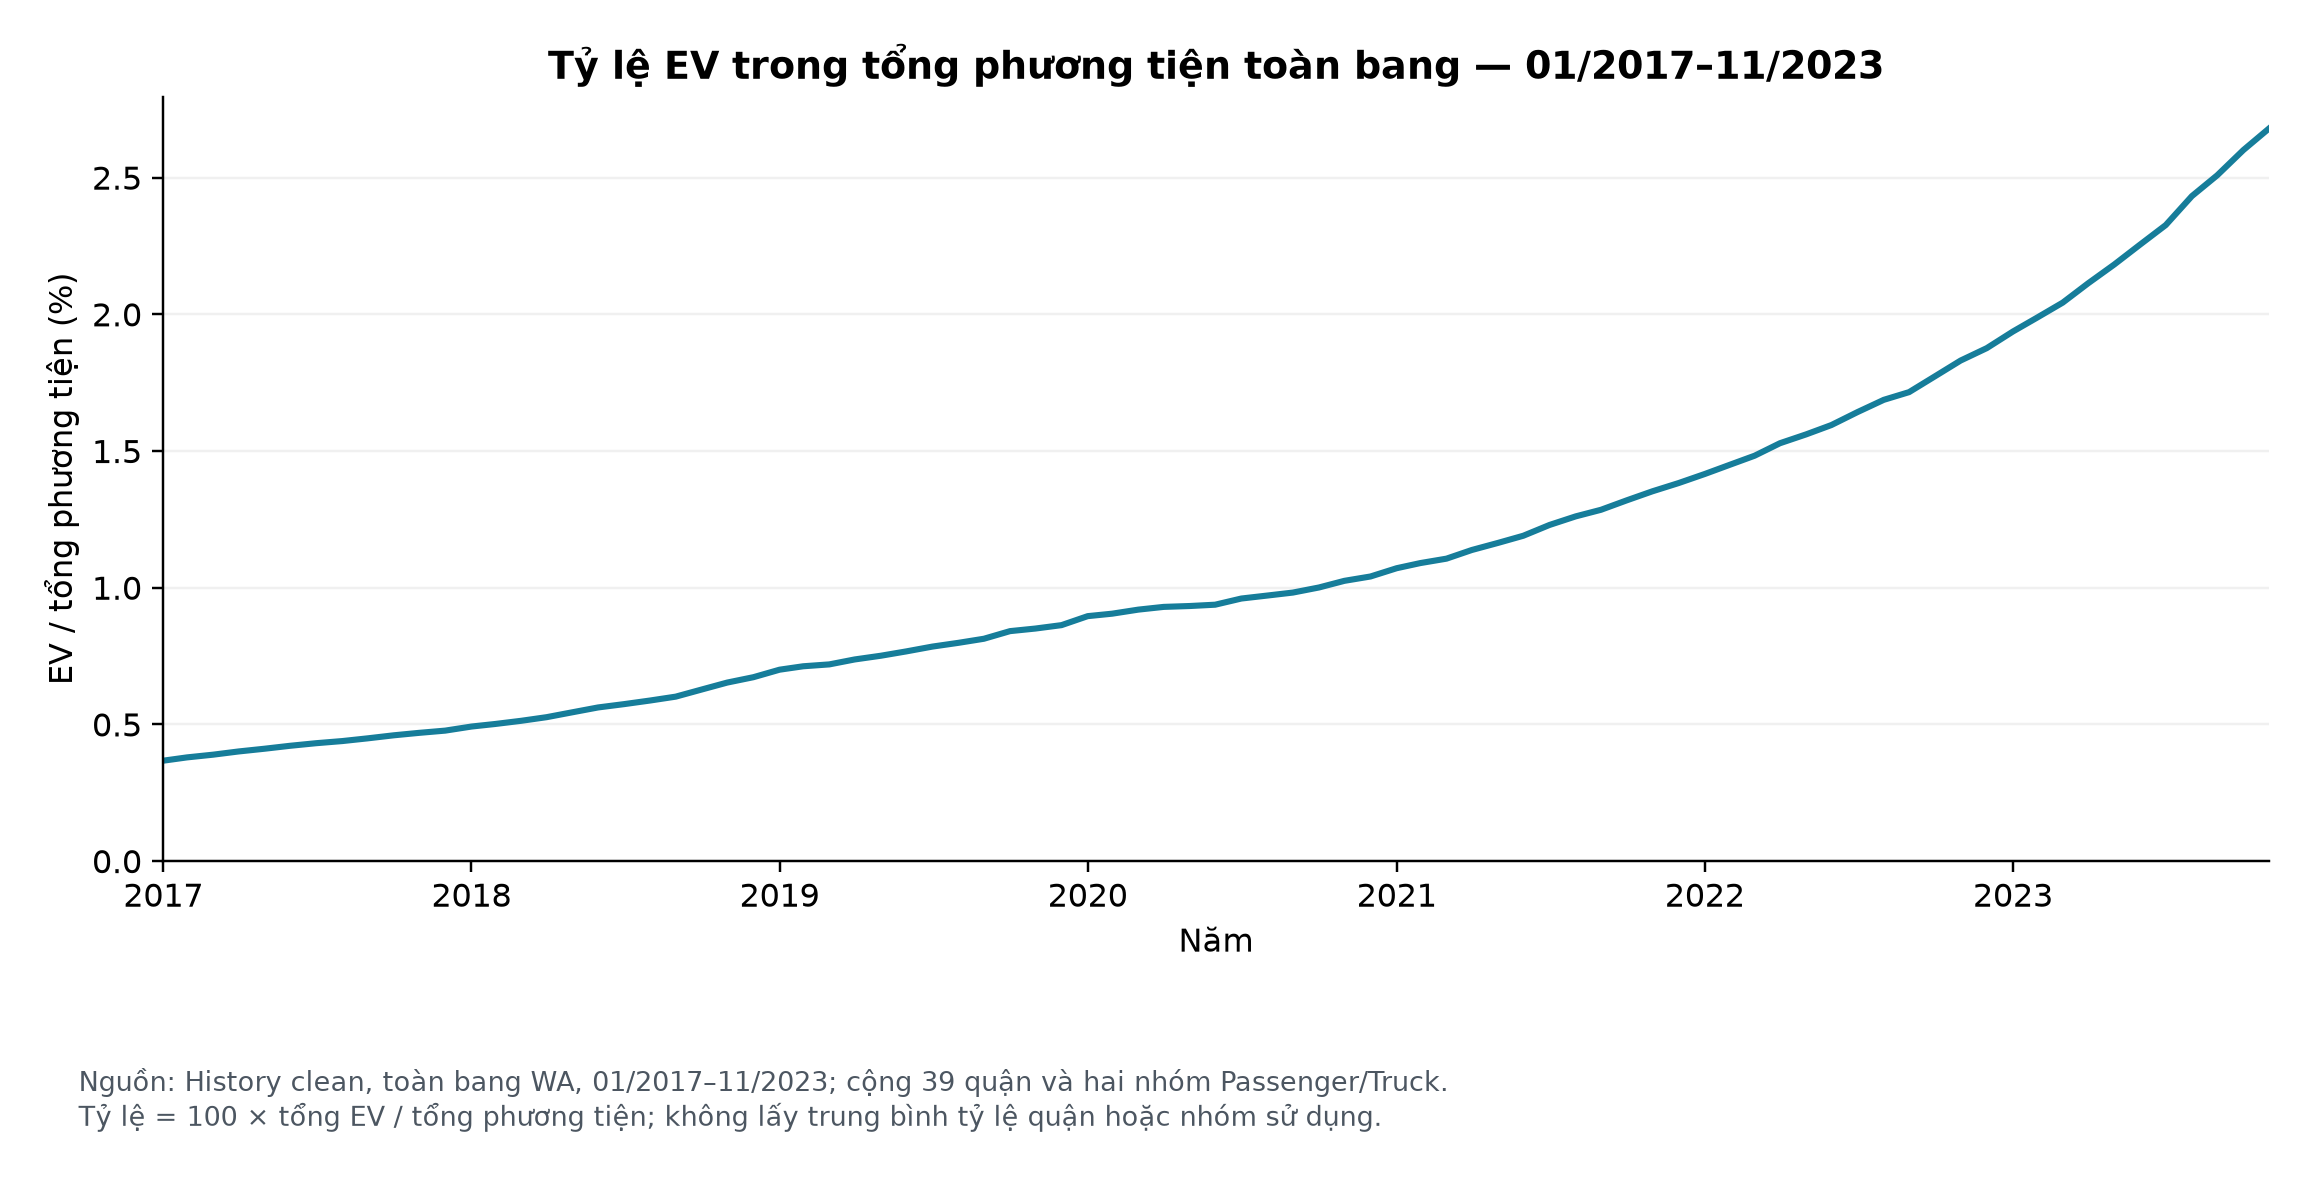 Tỷ lệ EV trong tổng phương tiện toàn bang — 01/2017–11/2023
EV / tổng phương tiện (%)
2.5
2.0
1.5
1.0
0.5
0.0
2017 2018 2019 2020 2021 2022 2023
Năm
Nguồn: History clean, toàn bang WA, 01/2017–11/2023; cộng 39 quận và hai nhóm Passenger/Truck.
Tỷ lệ = 100 × tổng EV / tổng phương tiện; không lấy trung bình tỷ lệ quận hoặc nhóm sử dụng.